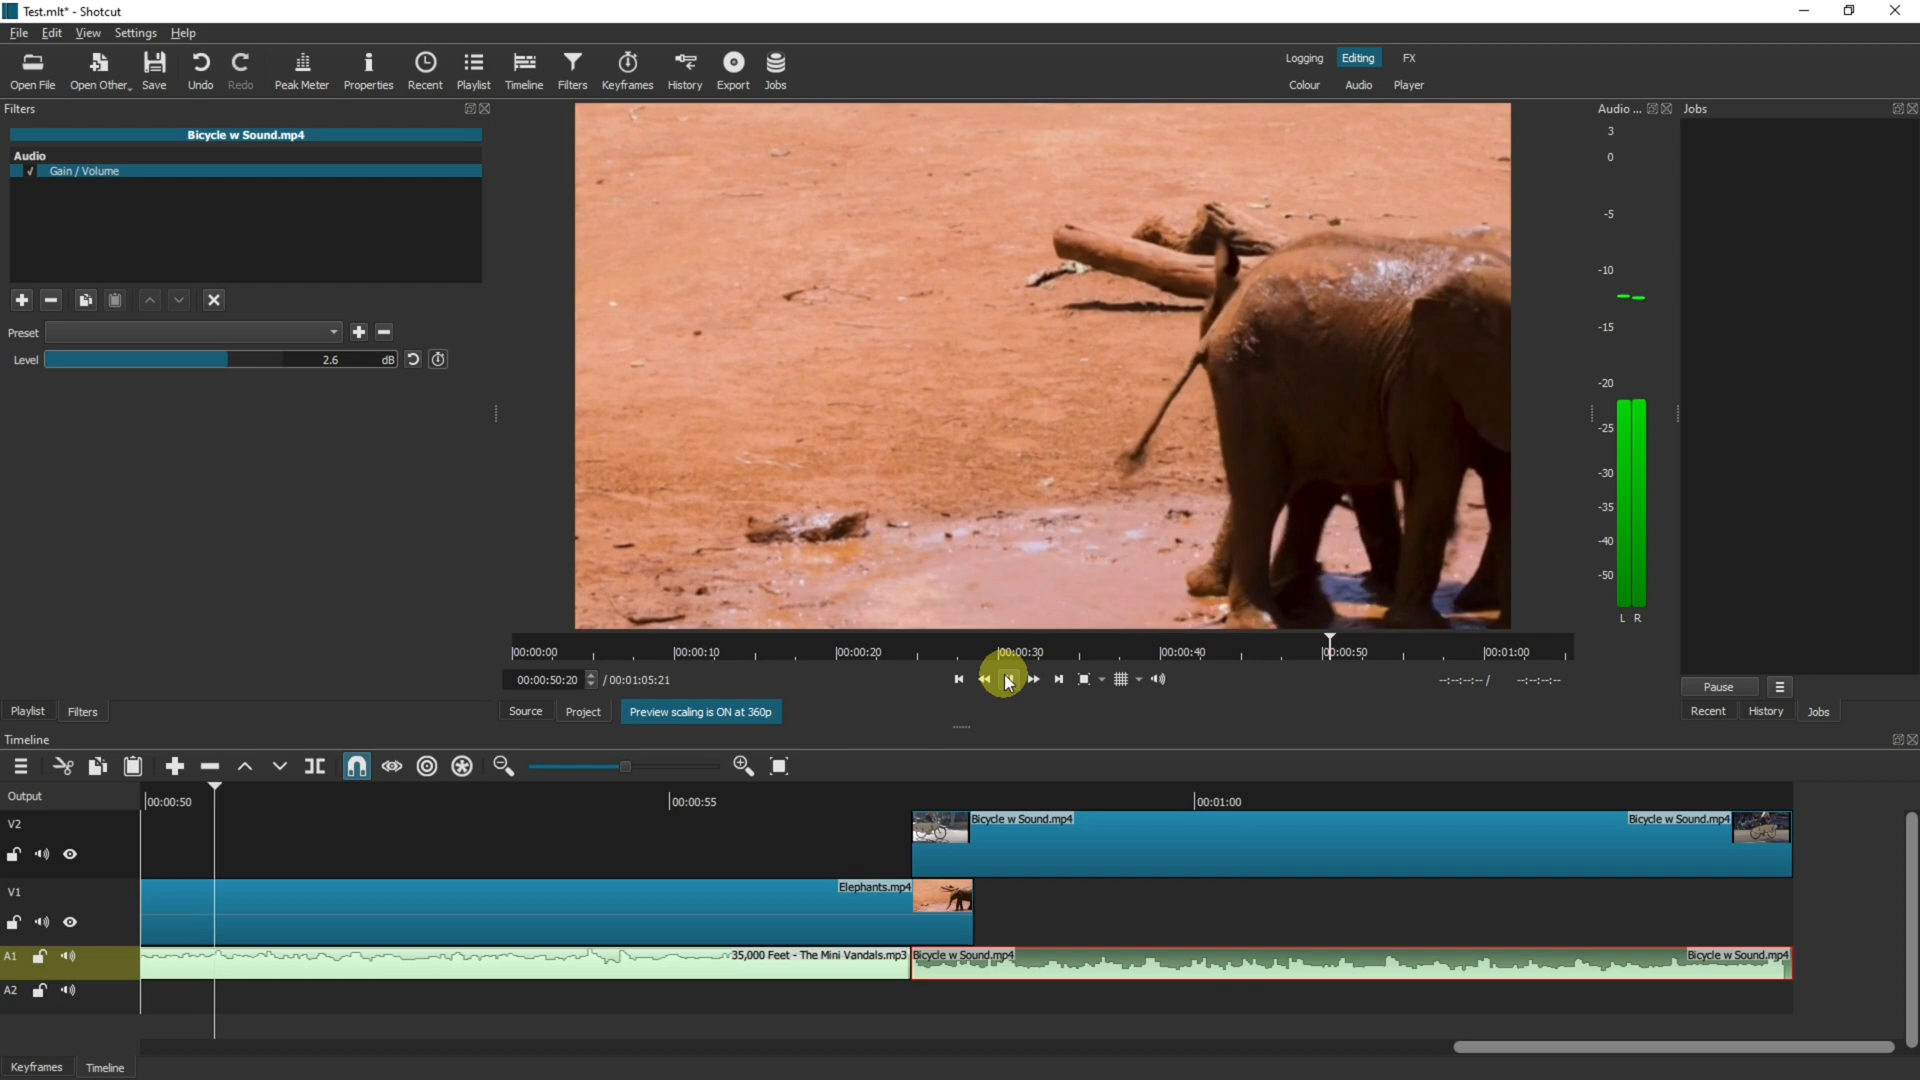 Test.mlt* - Shotcut
File Edit View Settings Help
Open File Open Other Save Undo Redo Peak Meter Properties Recent Playlist Timeline Filters Keyframes History Export Jobs
Logging Editing FX
Colour Audio Player
Filters
Bicycle w Sound.mp4
Audio
Gain / Volume
Preset
Level 2.6 dB
Playlist Filters
00:00:00 00:00:10 00:00:20 00:00:30 00:00:40 00:00:50 00:01:00
00:00:50:20 / 00:01:05:21
--:--:--:-- / --:--:--:--
Source Project Preview scaling is ON at 360p
Audio ...
3
0
-5
-10
-15
-20
-25
-30
-35
-40
-50
L R
Jobs
Pause
Recent History Jobs
Timeline
Output
00:00:50 00:00:55 00:01:00
V2
Bicycle w Sound.mp4 Bicycle w Sound.mp4
V1
Elephants.mp4
A1
35,000 Feet - The Mini Vandals.mp3 Bicycle w Sound.mp4 Bicycle w Sound.mp4
A2
Keyframes Timeline